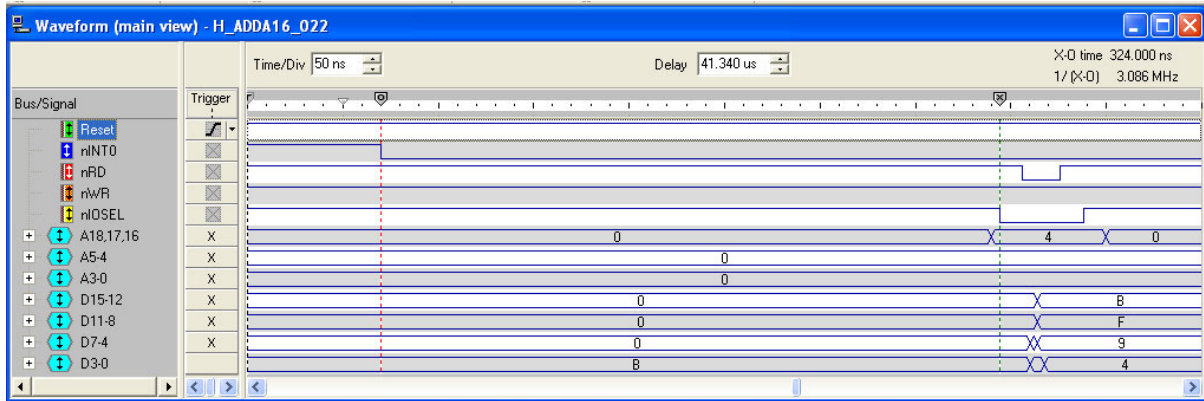 Waveform (main view) - H_ADDA16_022
Time/Div 50 ns Delay 41.340 us X-O time 324.000 ns
1/ (X-O) 3.086 MHz
Bus/Signal Trigger O X
Reset
nINT0
nRD
nWR
nIOSEL
A18,17,16 X 0 4 0
A5-4 X 0
A3-0 X 0
D15-12 X 0 B
D11-8 X 0 F
D7-4 X 0 9
D3-0 B 4